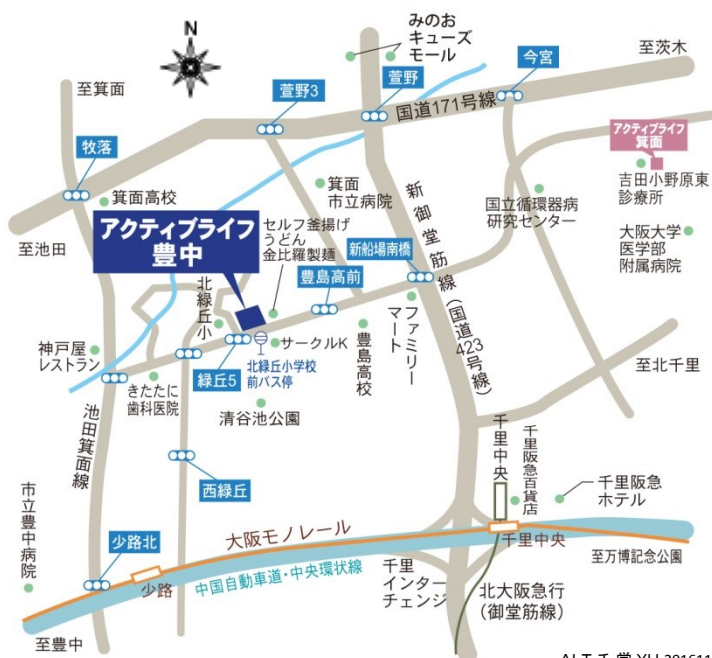 N
みのお
キューズ
モール
今宮
至茨木
至箕面
萱野3
萱野
国道171号線
牧落
アクティブライフ
箕面
箕面高校
箕面
市立病院
新御堂筋線(国道423号線)
国立循環器病
研究センター
吉田小野原東
診療所
至池田
アクティブライフ
豊中
セルフ釜揚げ
うどん
金比羅製麺
新船場南橋
大阪大学
医学部
附属病院
豊島高前
北緑丘小
神戸屋
レストラン
サークルK
緑丘5
北緑丘小学校
前バス停
豊島高校
ファミリーマート
至北千里
きたたに
歯科医院
清谷池公園
池田箕面線
千里中央
千里阪急百貨店
西緑丘
千里阪急
ホテル
市立豊中病院
大阪モノレール
千里中央
少路北
至万博記念公園
少路
中国自動車道・中央環状線
千里
インター
チェンジ
北大阪急行
(御堂筋線)
至豊中